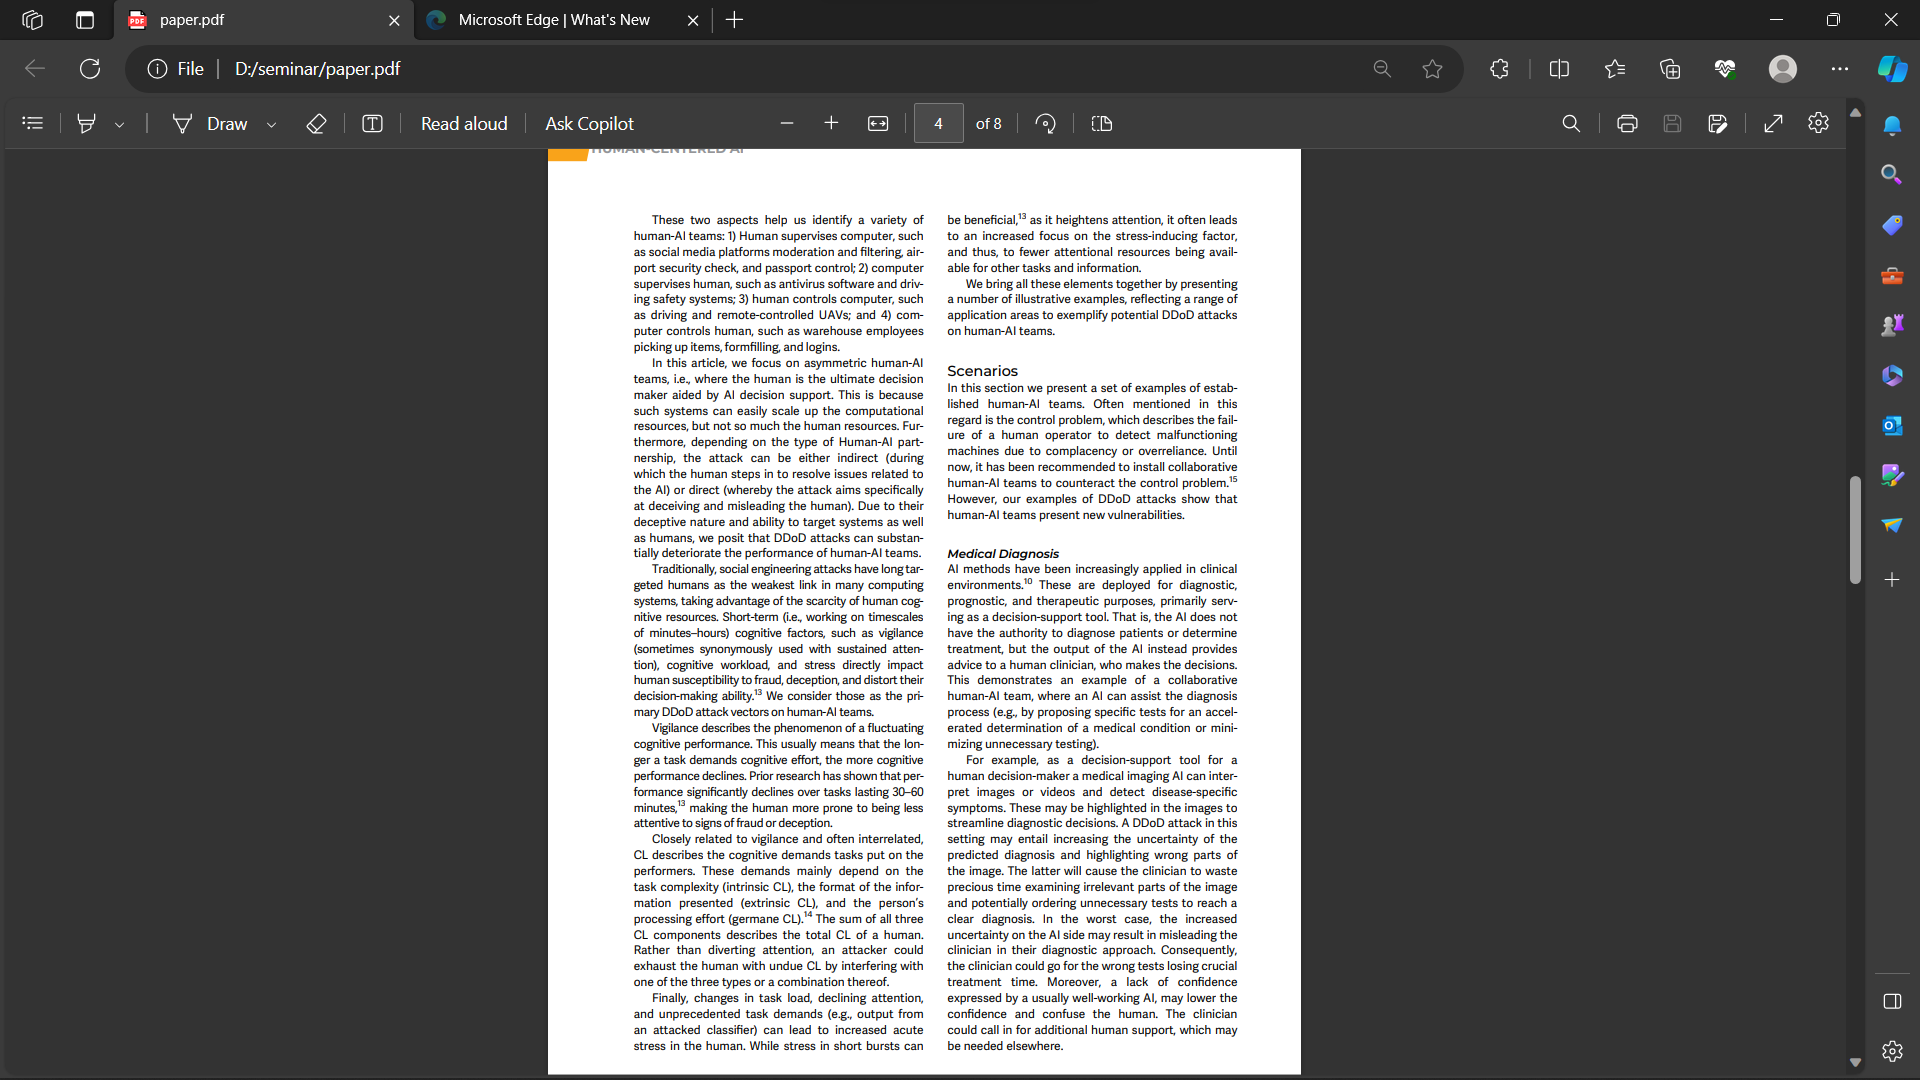 paper.pdf
Microsoft Edge | What's New
File
D:/seminar/paper.pdf
Draw
Read aloud
Ask Copilot
4
of 8
HUMAN-CENTERED AI
These two aspects help us identify a variety of
human-AI teams: 1) Human supervises computer, such
as social media platforms moderation and filtering, air-
port security check, and passport control; 2) computer
supervises human, such as antivirus software and driv-
ing safety systems; 3) human controls computer, such
as driving and remote-controlled UAVs; and 4) com-
puter controls human, such as warehouse employees
picking up items, formfilling, and logins.
In this article, we focus on asymmetric human-AI
teams, i.e., where the human is the ultimate decision
maker aided by AI decision support. This is because
such systems can easily scale up the computational
resources, but not so much the human resources. Fur-
thermore, depending on the type of Human-AI part-
nership, the attack can be either indirect (during
which the human steps in to resolve issues related to
the AI) or direct (whereby the attack aims specifically
at deceiving and misleading the human). Due to their
deceptive nature and ability to target systems as well
as humans, we posit that DDoD attacks can substan-
tially deteriorate the performance of human-AI teams.
Traditionally, social engineering attacks have long tar-
geted humans as the weakest link in many computing
systems, taking advantage of the scarcity of human cog-
nitive resources. Short-term (i.e., working on timescales
of minutes–hours) cognitive factors, such as vigilance
(sometimes synonymously used with sustained atten-
tion), cognitive workload, and stress directly impact
human susceptibility to fraud, deception, and distort their
decision-making ability.13 We consider those as the pri-
mary DDoD attack vectors on human-AI teams.
Vigilance describes the phenomenon of a fluctuating
cognitive performance. This usually means that the lon-
ger a task demands cognitive effort, the more cognitive
performance declines. Prior research has shown that per-
formance significantly declines over tasks lasting 30–60
minutes,13 making the human more prone to being less
attentive to signs of fraud or deception.
Closely related to vigilance and often interrelated,
CL describes the cognitive demands tasks put on the
performers. These demands mainly depend on the
task complexity (intrinsic CL), the format of the infor-
mation presented (extrinsic CL), and the person's
processing effort (germane CL).14 The sum of all three
CL components describes the total CL of a human.
Rather than diverting attention, an attacker could
exhaust the human with undue CL by interfering with
one of the three types or a combination thereof.
Finally, changes in task load, declining attention,
and unprecedented task demands (e.g., output from
an attacked classifier) can lead to increased acute
stress in the human. While stress in short bursts can
be beneficial,13 as it heightens attention, it often leads
to an increased focus on the stress-inducing factor,
and thus, to fewer attentional resources being avail-
able for other tasks and information.
We bring all these elements together by presenting
a number of illustrative examples, reflecting a range of
application areas to exemplify potential DDoD attacks
on human-AI teams.
Scenarios
In this section we present a set of examples of estab-
lished human-AI teams. Often mentioned in this
regard is the control problem, which describes the fail-
ure of a human operator to detect malfunctioning
machines due to complacency or overreliance. Until
now, it has been recommended to install collaborative
human-AI teams to counteract the control problem.15
However, our examples of DDoD attacks show that
human-AI teams present new vulnerabilities.
Medical Diagnosis
AI methods have been increasingly applied in clinical
environments.10 These are deployed for diagnostic,
prognostic, and therapeutic purposes, primarily serv-
ing as a decision-support tool. That is, the AI does not
have the authority to diagnose patients or determine
treatment, but the output of the AI instead provides
advice to a human clinician, who makes the decisions.
This demonstrates an example of a collaborative
human-AI team, where an AI can assist the diagnosis
process (e.g., by proposing specific tests for an accel-
erated determination of a medical condition or mini-
mizing unnecessary testing).
For example, as a decision-support tool for a
human decision-maker a medical imaging AI can inter-
pret images or videos and detect disease-specific
symptoms. These may be highlighted in the images to
streamline diagnostic decisions. A DDoD attack in this
setting may entail increasing the uncertainty of the
predicted diagnosis and highlighting wrong parts of
the image. The latter will cause the clinician to waste
precious time examining irrelevant parts of the image
and potentially ordering unnecessary tests to reach a
clear diagnosis. In the worst case, the increased
uncertainty on the AI side may result in misleading the
clinician in their diagnostic approach. Consequently,
the clinician could go for the wrong tests losing crucial
treatment time. Moreover, a lack of confidence
expressed by a usually well-working AI, may lower the
confidence and confuse the human. The clinician
could call in for additional human support, which may
be needed elsewhere.